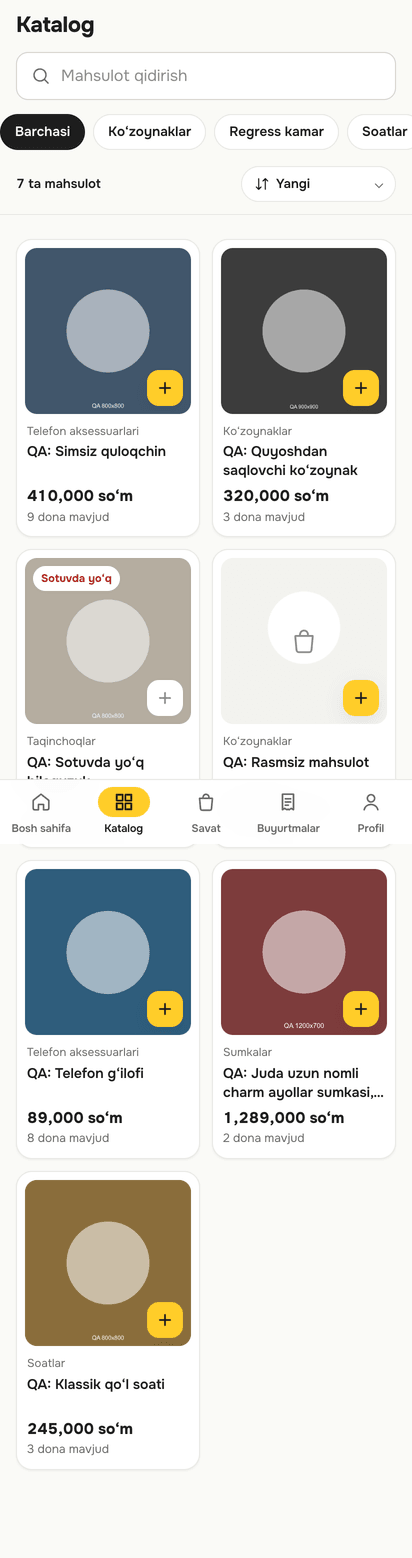 Katalog
Mahsulot qidirish
Barchasi
Ko‘zoynaklar
Regress kamar
Soatlar
7 ta mahsulot
Yangi
QA 800x800
QA 900x900
Telefon aksessuarlari
QA: Simsiz quloqchin
410,000 so‘m
9 dona mavjud
Ko‘zoynaklar
QA: Quyoshdan
saqlovchi ko‘zoynak
320,000 so‘m
3 dona mavjud
Sotuvda yo‘q
QA 800x800
Taqinchoqlar
QA: Sotuvda yo‘q
Ko‘zoynaklar
QA: Rasmsiz mahsulot
Bosh sahifa
Katalog
Savat
Buyurtmalar
Profil
QA 1200x700
Telefon aksessuarlari
QA: Telefon g‘ilofi
89,000 so‘m
8 dona mavjud
Sumkalar
QA: Juda uzun nomli
charm ayollar sumkasi,...
1,289,000 so‘m
2 dona mavjud
QA 800x800
Soatlar
QA: Klassik qo‘l soati
245,000 so‘m
3 dona mavjud